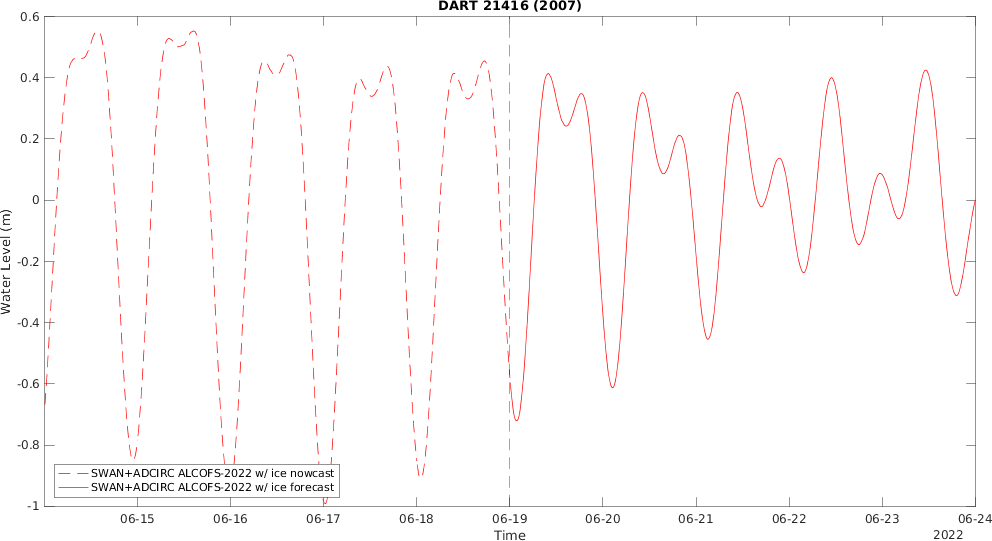 DART 21416 (2007)
Water Level (m)
0.6
0.4
0.2
0
-0.2
-0.4
-0.6
-0.8
-1
SWAN+ADCIRC ALCOFS-2022 w/ ice nowcast
SWAN+ADCIRC ALCOFS-2022 w/ ice forecast
06-15 06-16 06-17 06-18 06-19 06-20 06-21 06-22 06-23 06-24
Time
2022